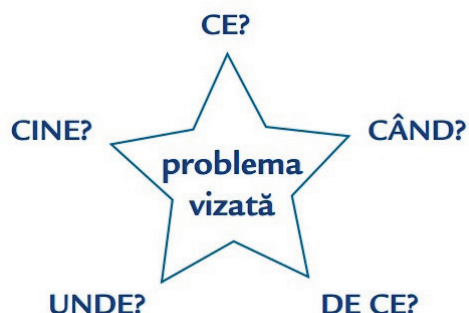 CE?
CINE?
CÂND?
problema
vizată
UNDE?
DE CE?